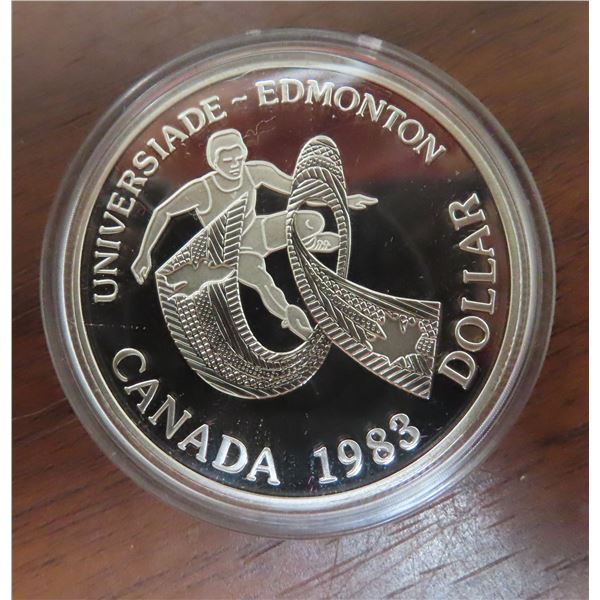 UNIVERSIADE ~ EDMONTON
DOLLAR
CANADA 1983